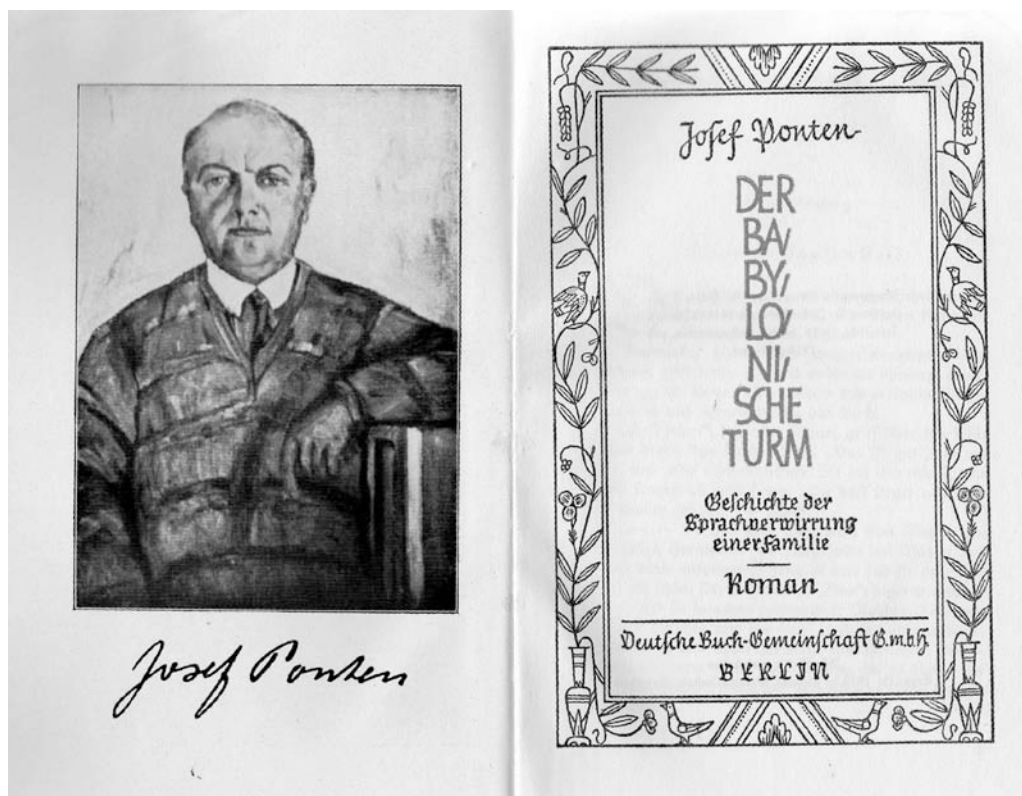 Josef Ponten
Josef Ponten
DER
BA/
BY/
LO/
NI/
SCHE
TURM
Geschichte der
Sprachverwirrung
einer Familie
Roman
Deutsche Buch-Gemeinschaft G.m.b.H.
BERLIN